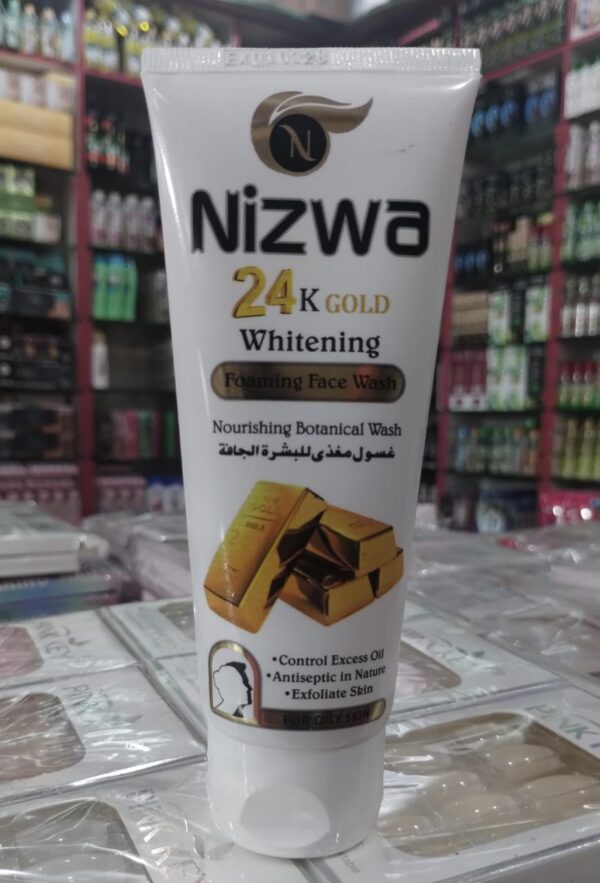 N
Nizwa
24K GOLD
Whitening
Foaming Face Wash
Nourishing Botanical Wash
غسول مغذي للبشرة الجافة
GOLD
•Control Excess Oil
•Antiseptic in Nature
•Exfoliate Skin
FOR OILY SKIN